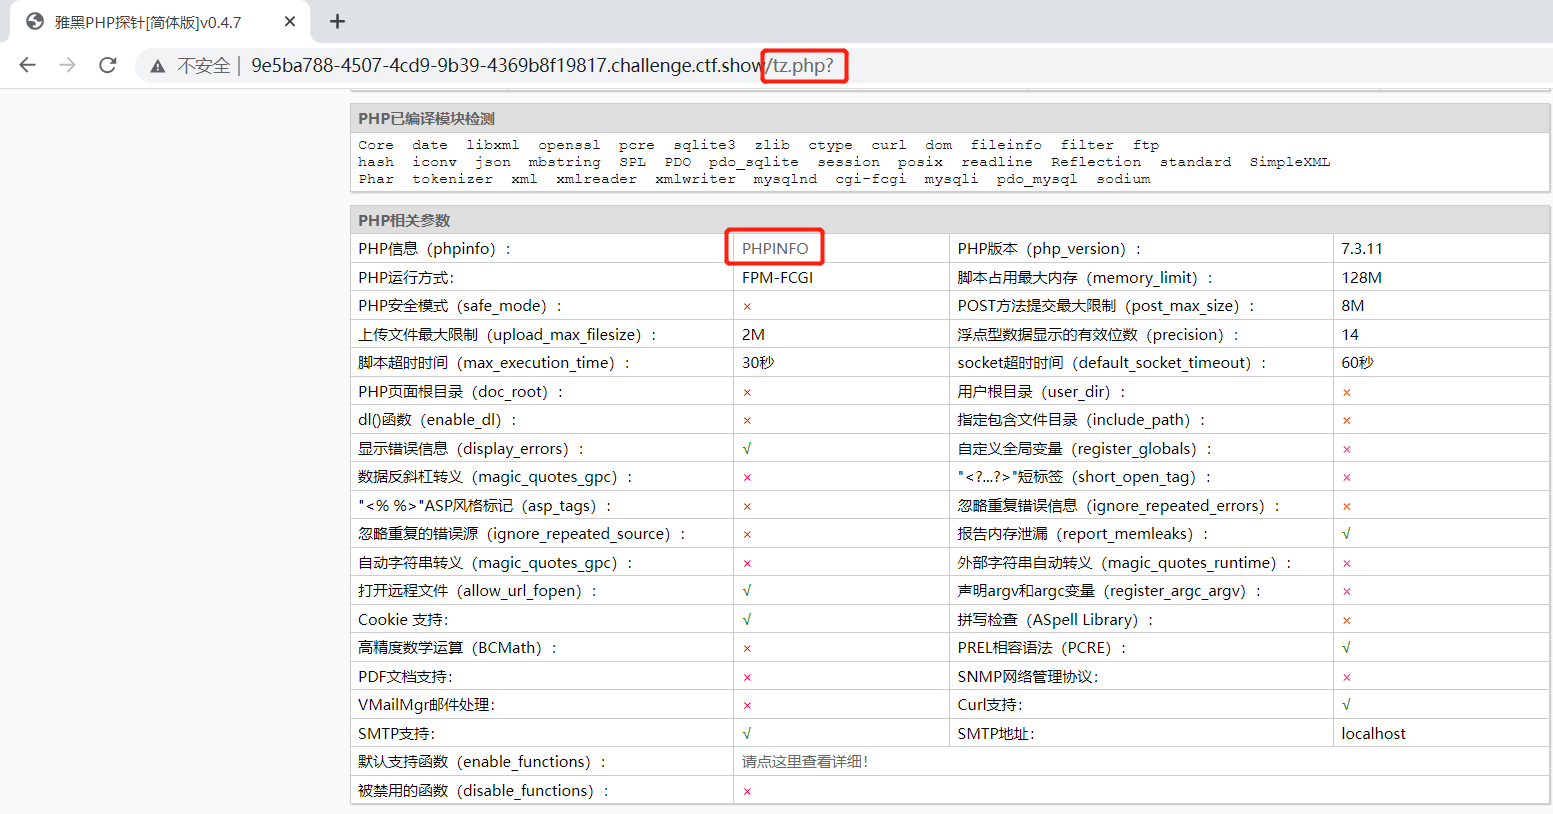 雅黑PHP探针[简体版]v0.4.7
不安全 | 9e5ba788-4507-4cd9-9b39-4369b8f19817.challenge.ctf.show/tz.php?
PHP已编译模块检测
Core date libxml openssl pcre sqlite3 zlib ctype curl dom fileinfo filter ftp
hash iconv json mbstring SPL PDO pdo_sqlite session posix readline Reflection standard SimpleXML
Phar tokenizer xml xmlreader xmlwriter mysqlnd cgi-fcgi mysqli pdo_mysql sodium
PHP相关参数
PHP信息（phpinfo）: PHPINFO PHP版本（php_version）: 7.3.11
PHP运行方式: FPM-FCGI 脚本占用最大内存（memory_limit）: 128M
PHP安全模式（safe_mode）: × POST方法提交最大限制（post_max_size）: 8M
上传文件最大限制（upload_max_filesize）: 2M 浮点型数据显示的有效位数（precision）: 14
脚本超时时间（max_execution_time）: 30秒 socket超时时间（default_socket_timeout）: 60秒
PHP页面根目录（doc_root）: × 用户根目录（user_dir）: ×
dl()函数（enable_dl）: × 指定包含文件目录（include_path）: ×
显示错误信息（display_errors）: √ 自定义全局变量（register_globals）: ×
数据反斜杠转义（magic_quotes_gpc）: × "<?...?>"短标签（short_open_tag）: ×
"<% %>"ASP风格标记（asp_tags）: × 忽略重复错误信息（ignore_repeated_errors）: ×
忽略重复的错误源（ignore_repeated_source）: × 报告内存泄漏（report_memleaks）: √
自动字符串转义（magic_quotes_gpc）: × 外部字符串自动转义（magic_quotes_runtime）: ×
打开远程文件（allow_url_fopen）: √ 声明argv和argc变量（register_argc_argv）: ×
Cookie 支持: √ 拼写检查（ASpell Library）: ×
高精度数学运算（BCMath）: × PREL相容语法（PCRE）: √
PDF文档支持: × SNMP网络管理协议: ×
VMailMgr邮件处理: × Curl支持: √
SMTP支持: √ SMTP地址: localhost
默认支持函数（enable_functions）: 请点这里查看详细!
被禁用的函数（disable_functions）: ×